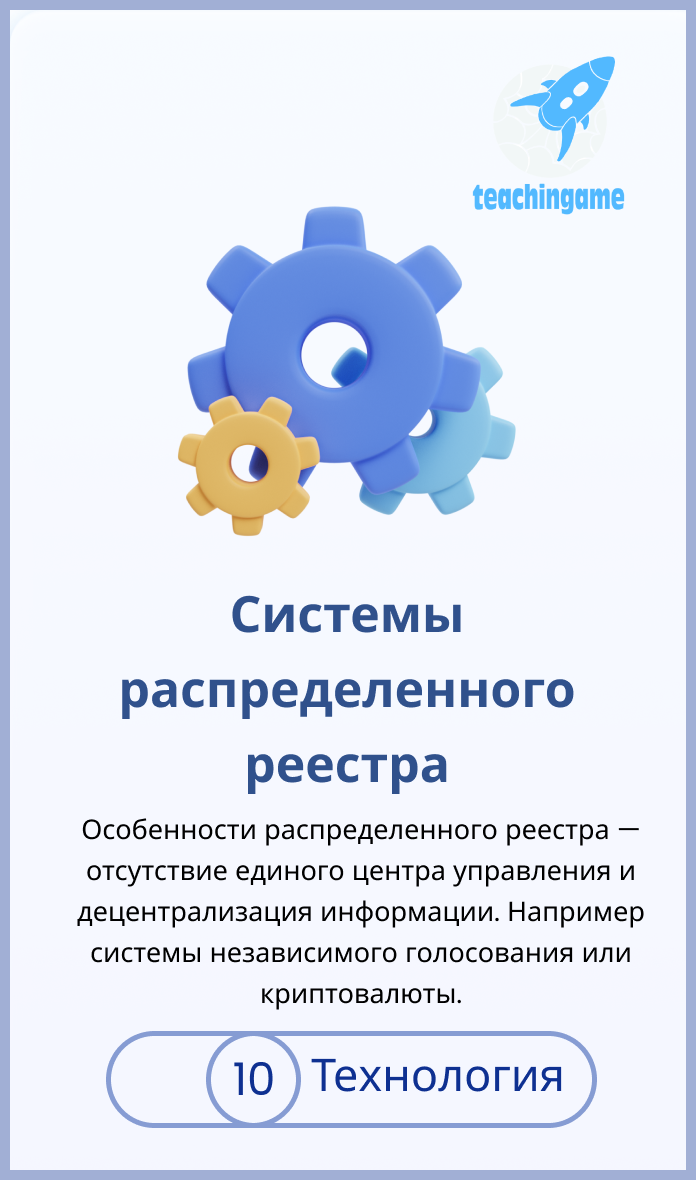 teachingame
Системы
распределенного
реестра
Особенности распределенного реестра —
отсутствие единого центра управления и
децентрализация информации. Например
системы независимого голосования или
криптовалюты.
10 Технология